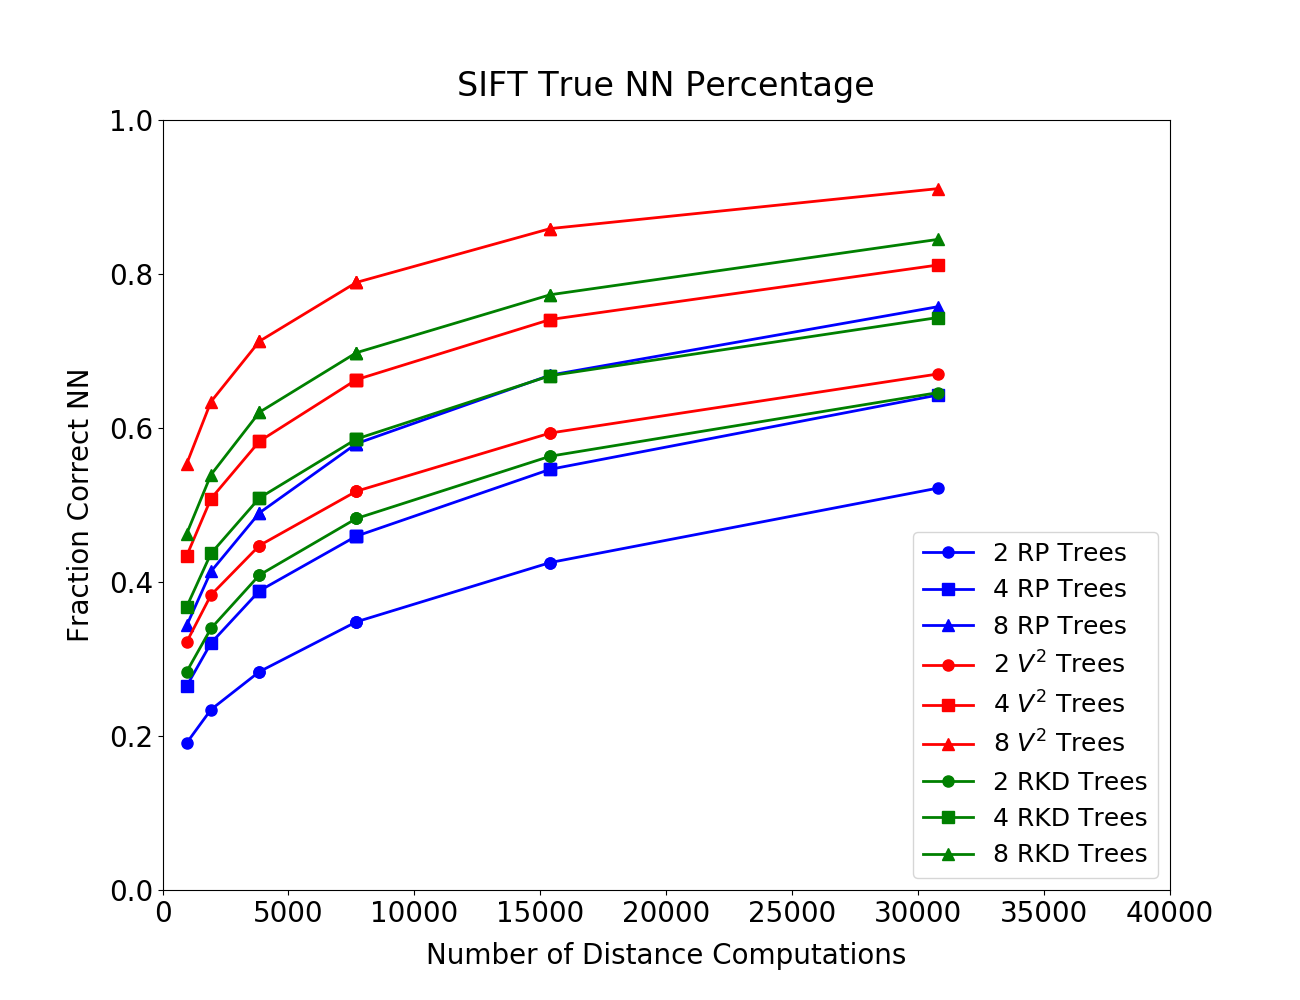 SIFT True NN Percentage
1.0
0.8
0.6
0.4
0.2
0.0
Fraction Correct NN
0 5000 10000 15000 20000 25000 30000 35000 40000
Number of Distance Computations
2 RP Trees
4 RP Trees
8 RP Trees
2 V² Trees
4 V² Trees
8 V² Trees
2 RKD Trees
4 RKD Trees
8 RKD Trees